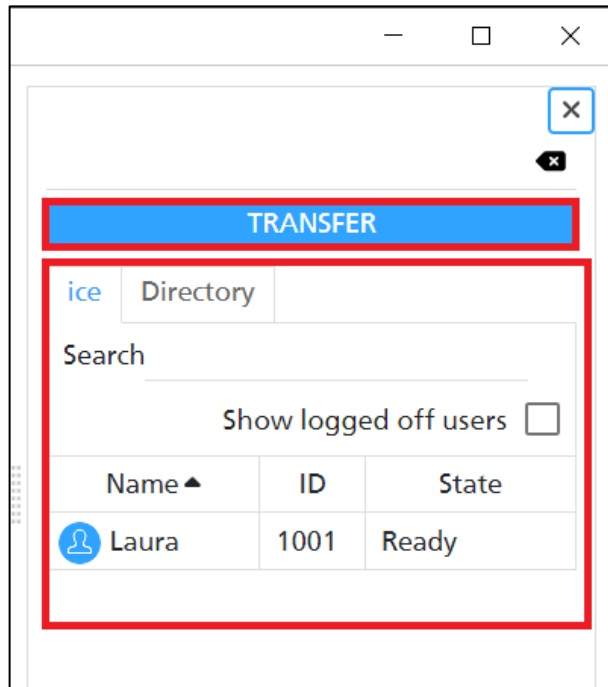 TRANSFER
ice Directory
Search
Show logged off users
Name ID State
Laura 1001 Ready